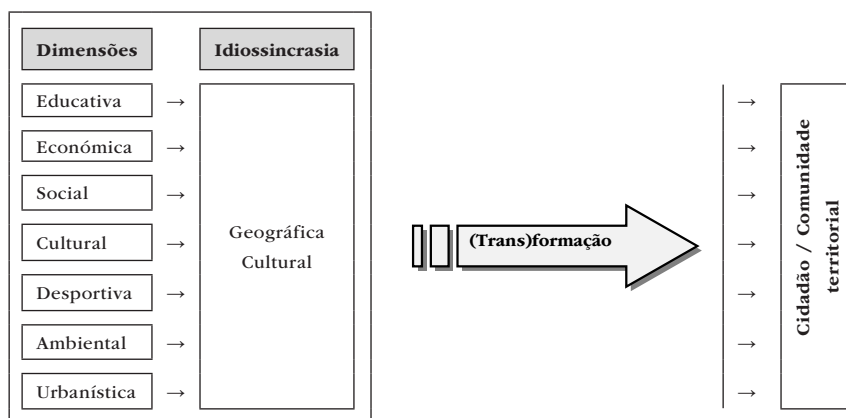 Dimensões
Idiossincrasia
Educativa →
Económica →
Social →
Cultural →
Desportiva →
Ambiental →
Urbanística →
Geográfica
Cultural
(Trans)formação
→
→
→
→
→
→
→
Cidadão / Comunidade
territorial